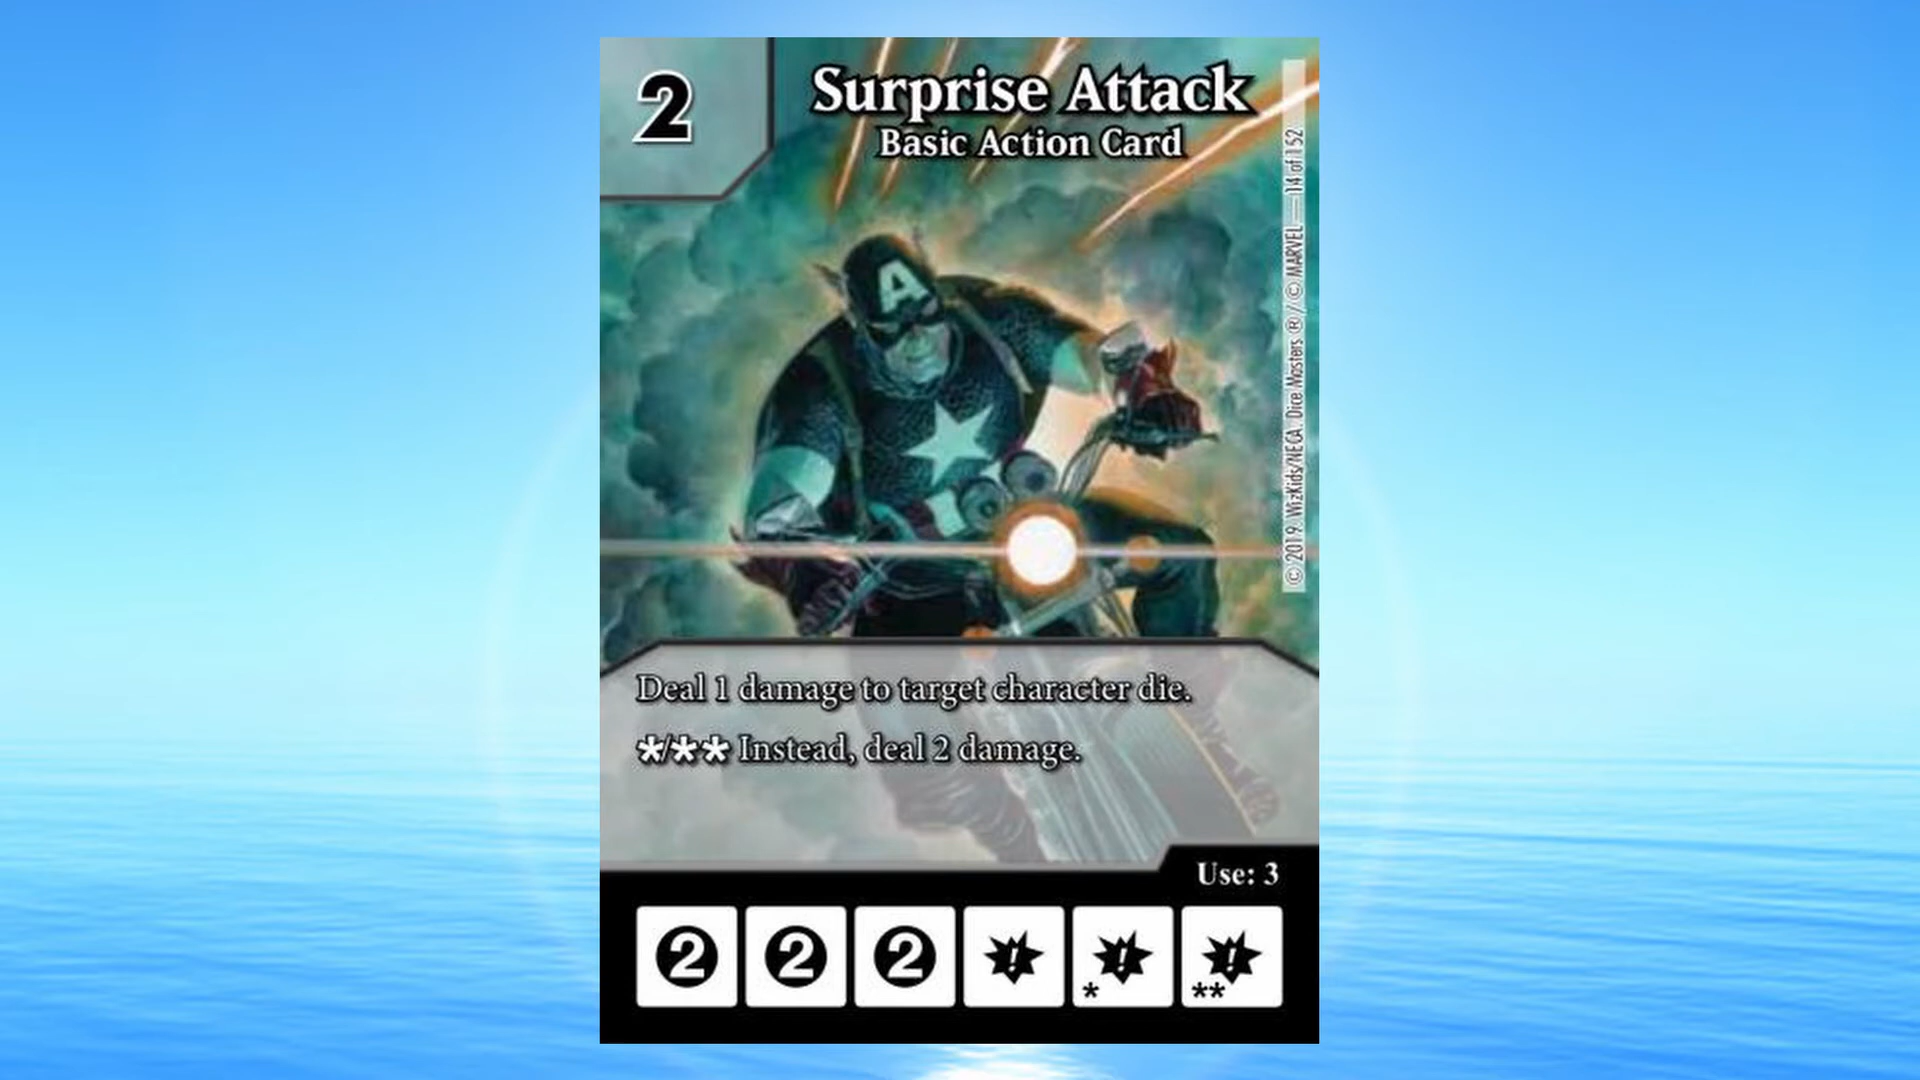 2
Surprise Attack
Basic Action Card
© 2019. WizKids/NECA. Dice Masters ® / © MARVEL —— 14 of 152
A
Deal 1 damage to target character die.
*/** Instead, deal 2 damage.
Use: 3
2 2 2 ! ! !
* **